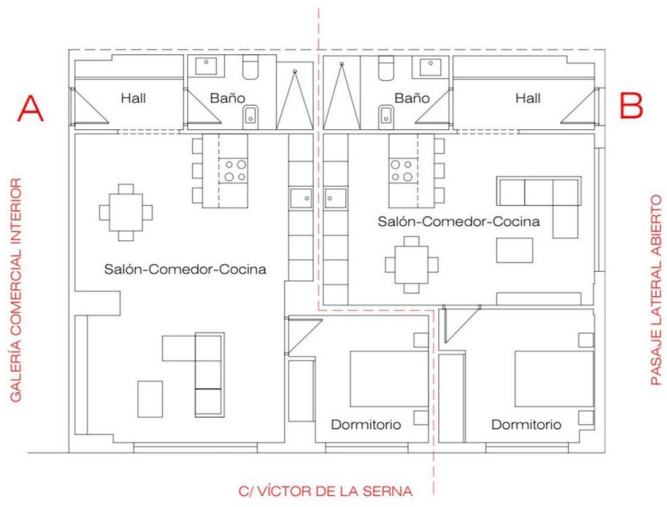 Hall
Baño
Baño
Hall
A
B
Salón-Comedor-Cocina
Salón-Comedor-Cocina
GALERÍA COMERCIAL INTERIOR
PASAJE LATERAL ABIERTO
Dormitorio
Dormitorio
C/ VÍCTOR DE LA SERNA